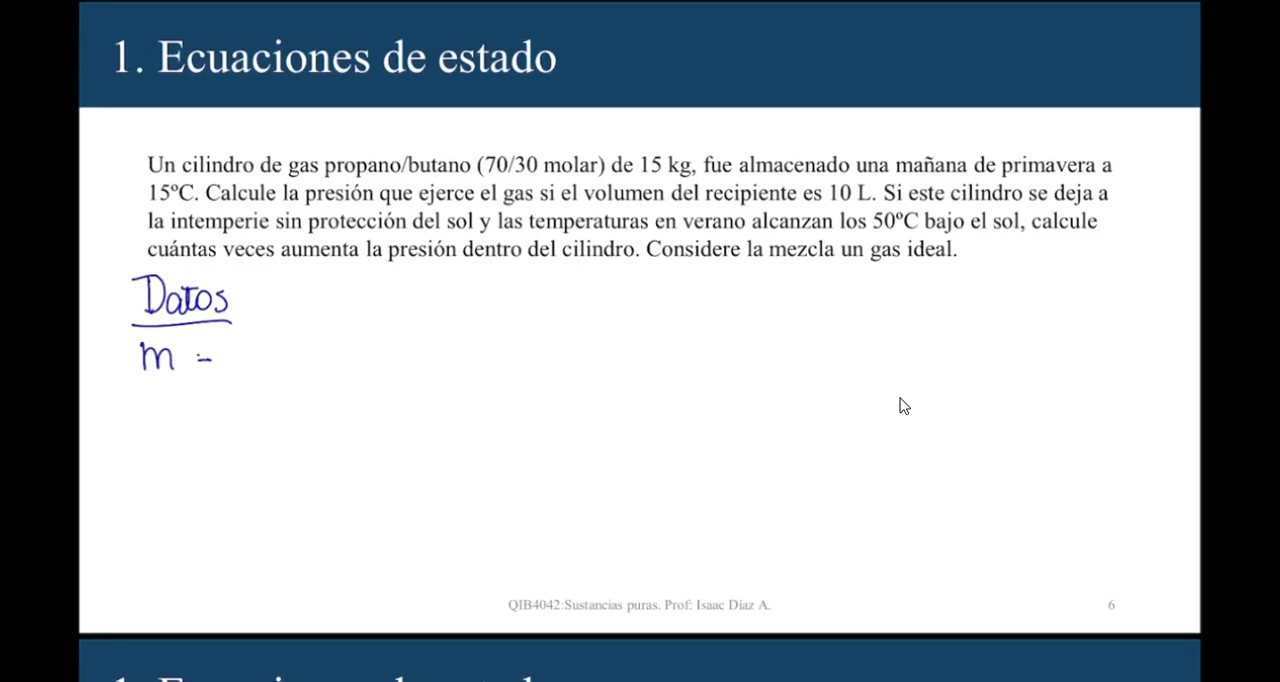 1. Ecuaciones de estado
Un cilindro de gas propano/butano (70/30 molar) de 15 kg, fue almacenado una mañana de primavera a
15ºC. Calcule la presión que ejerce el gas si el volumen del recipiente es 10 L. Si este cilindro se deja a
la intemperie sin protección del sol y las temperaturas en verano alcanzan los 50ºC bajo el sol, calcule
cuántas veces aumenta la presión dentro del cilindro. Considere la mezcla un gas ideal.
Datos
m =
QIB4042:Sustancias puras. Prof: Isaac Díaz A.
6
1. Ecuaciones de estado